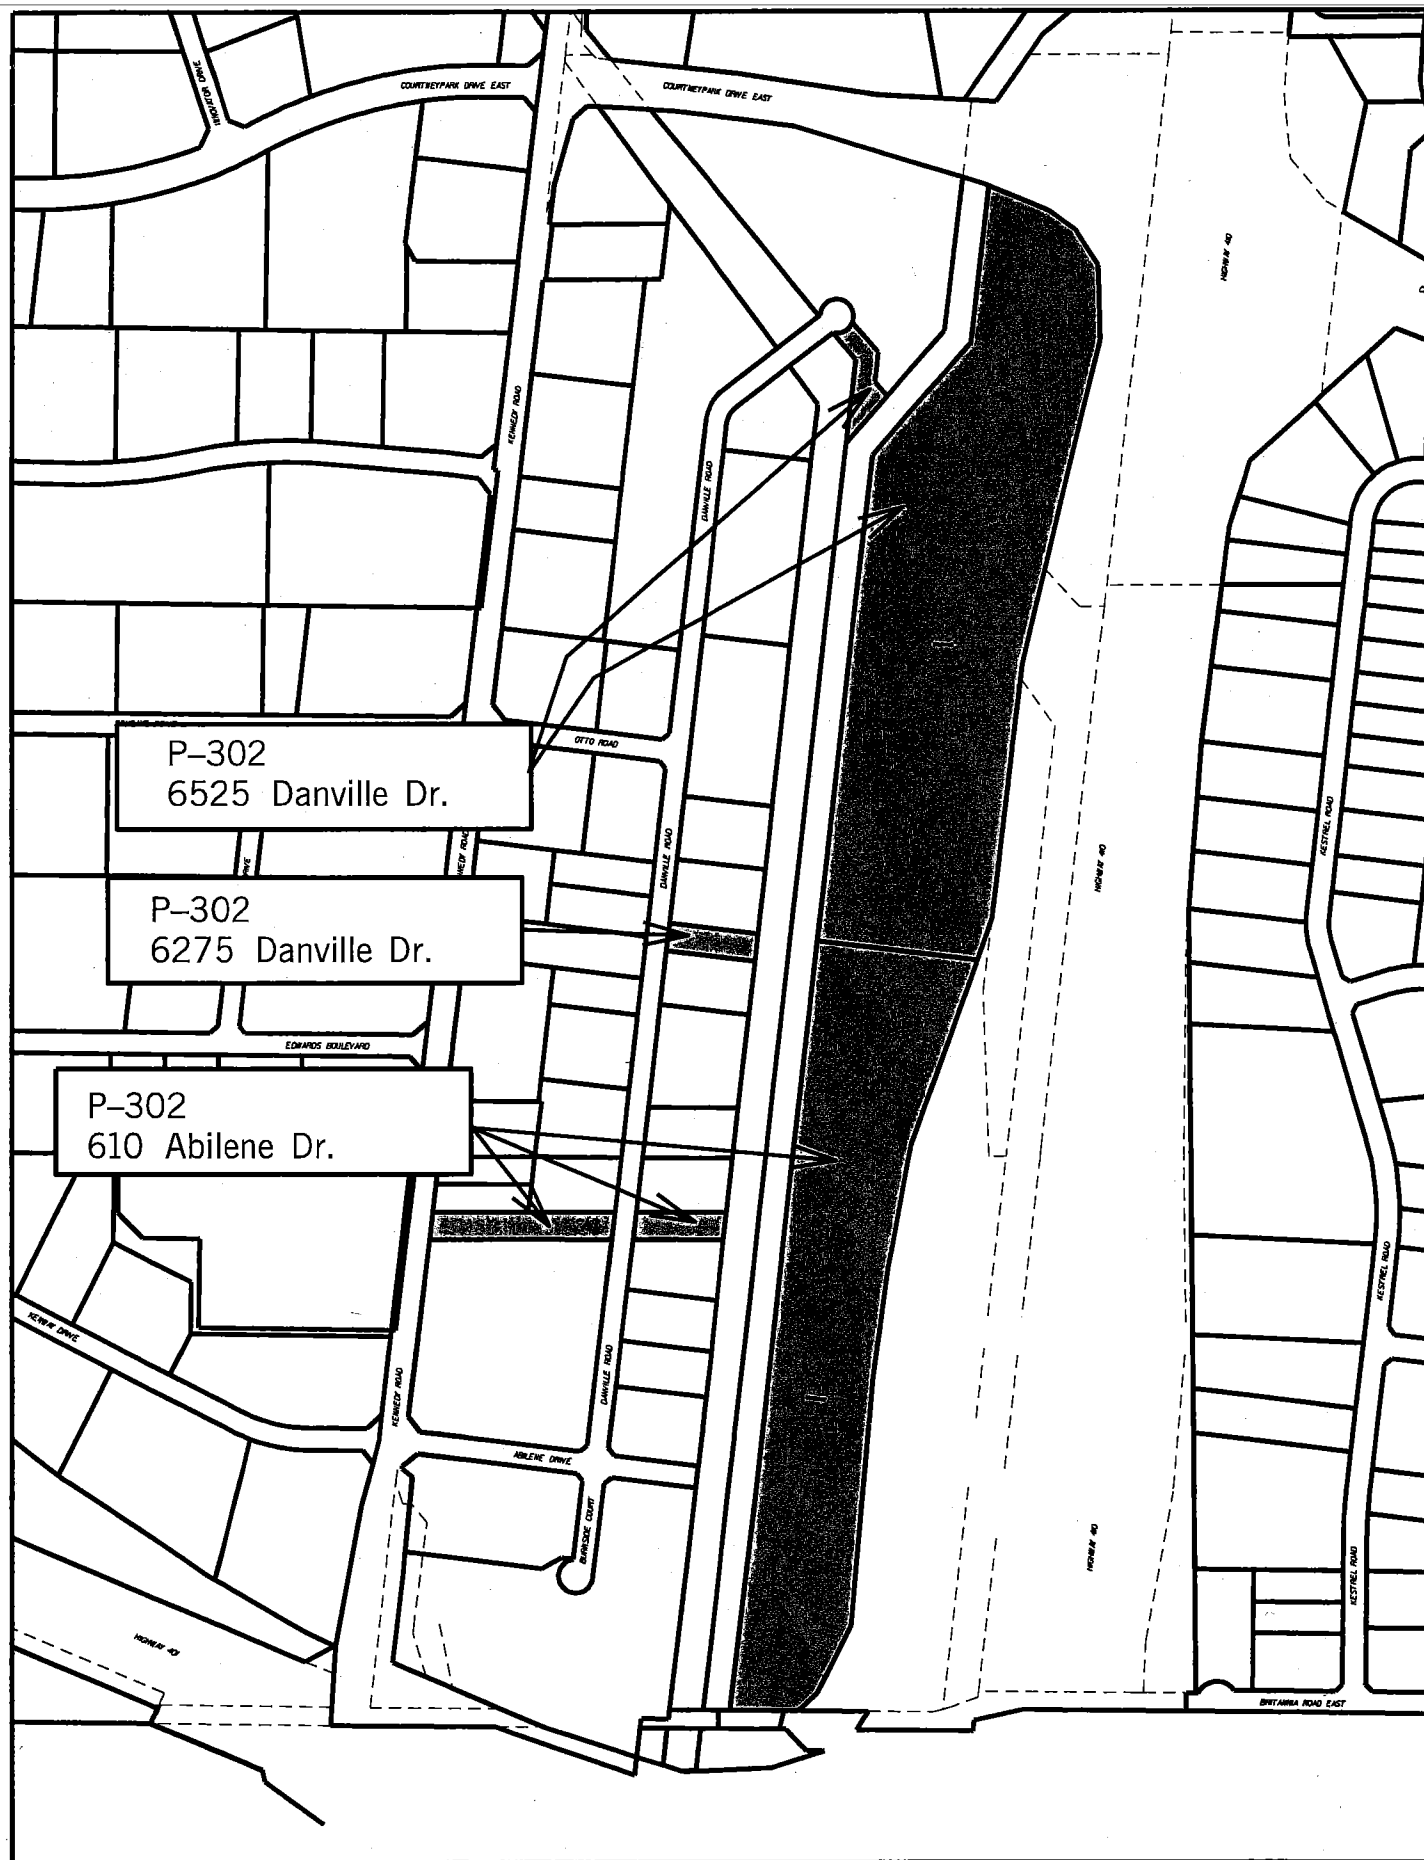 INNOVATOR DRIVE
COURTNEYPARK DRIVE EAST
COURTNEYPARK DRIVE EAST
HIGHWAY 410
KENNEDY ROAD
DANVILLE ROAD
OTTO ROAD
P–302
6525 Danville Dr.
KESTREL ROAD
DANVILLE ROAD
HIGHWAY 410
P–302
6275 Danville Dr.
EDWARDS BOULEVARD
P–302
610 Abilene Dr.
KESTREL ROAD
KENWAY DRIVE
KENNEDY ROAD
DANVILLE ROAD
ABILENE DRIVE
BURNSIDE COURT
HIGHWAY 410
KESTREL ROAD
HIGHWAY 401
BRITANNIA ROAD EAST